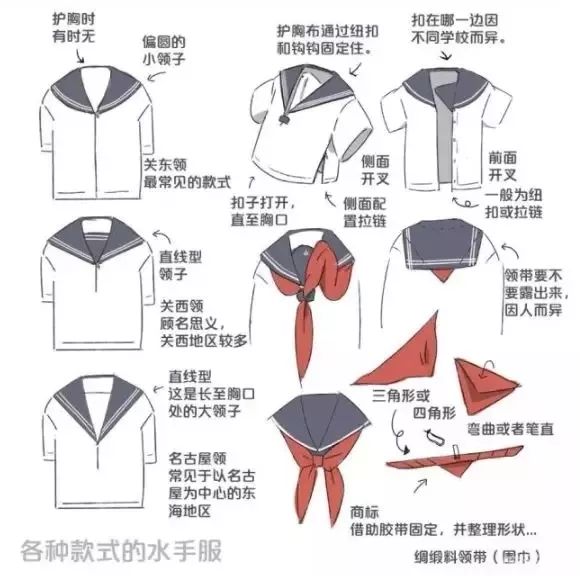 护胸时
有时无
偏圆的
小领子
关东领
最常见的款式
护胸布通过纽扣
和钩钩固定住。
扣在哪一边因
不同学校而异。
侧面
开叉
扣子打开，
直至胸口
侧面配
置拉链
前面
开叉
一般为纽
扣或拉链
直线型
领子
关西领
顾名思义，
关西地区较多
领带要不
要露出来，
因人而异
直线型
这是长至胸口
处的大领子
名古屋领
常见于以名古
屋为中心的东
海地区
三角形或
四角形
弯曲或者笔直
商标
借助胶带固定，并整理形状...
绸缎料领带（围巾）
各种款式的水手服